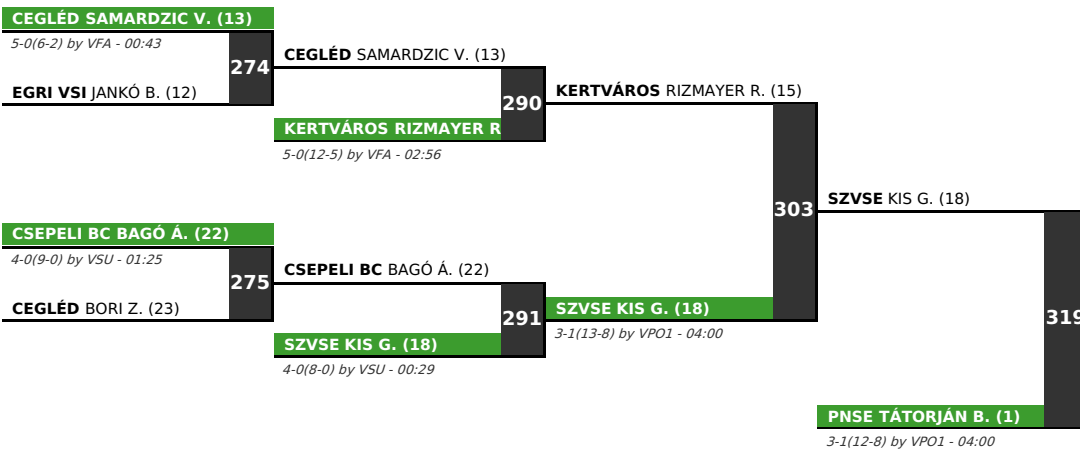 CEGLÉD SAMARDZIC V. (13)
5-0(6-2) by VFA - 00:43
274
EGRI VSI JANKÓ B. (12)
CEGLÉD SAMARDZIC V. (13)
290
KERTVÁROS RIZMAYER R
5-0(12-5) by VFA - 02:56
KERTVÁROS RIZMAYER R. (15)
303
CSEPELI BC BAGÓ Á. (22)
4-0(9-0) by VSU - 01:25
275
CEGLÉD BORI Z. (23)
CSEPELI BC BAGÓ Á. (22)
291
SZVSE KIS G. (18)
4-0(8-0) by VSU - 00:29
SZVSE KIS G. (18)
3-1(13-8) by VPO1 - 04:00
SZVSE KIS G. (18)
319
PNSE TÁTORJÁN B. (1)
3-1(12-8) by VPO1 - 04:00